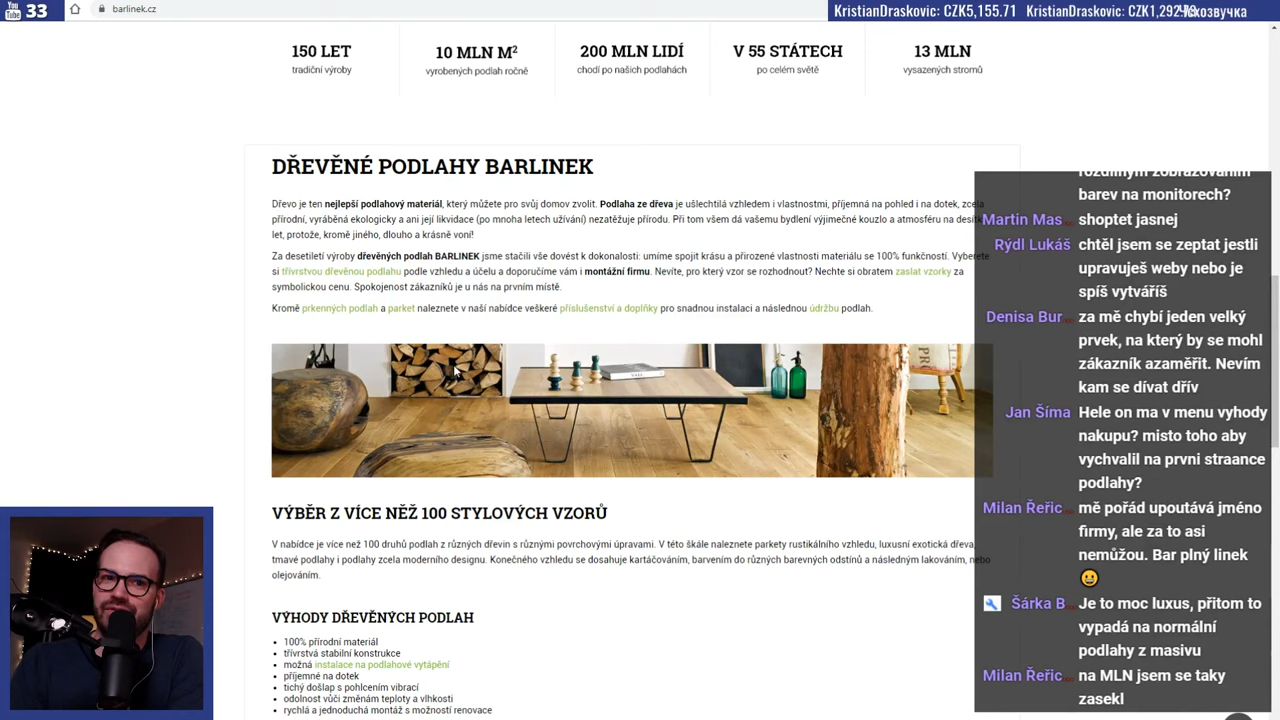 You Tube 33
barlinek.cz
KristianDraskovic: CZK5,155.71 KristianDraskovic: CZK1,292
150 LET
tradiční výroby
10 MLN M²
vyrobených podlah ročně
200 MLN LIDÍ
chodí po našich podlahách
V 55 STÁTECH
po celém světě
13 MLN
vysazených stromů
DŘEVĚNÉ PODLAHY BARLINEK
Dřevo je ten nejlepší podlahový materiál, který můžete pro svůj domov zvolit. Podlaha ze dřeva je ušlechtilá vzhledem i vlastnostmi, příjemná na pohled i na dotek, zcela
přírodní, vyráběná ekologicky a ani její likvidace (po mnoha letech užívání) nezatěžuje přírodu. Při tom všem dá vašemu bydlení výjimečné kouzlo a atmosféru na desítk
let, protože, kromě jiného, dlouho a krásně voní!
Za desetiletí výroby dřevěných podlah BARLINEK jsme stačili vše dovést k dokonalosti: umíme spojit krásu a přirozené vlastnosti materiálu se 100% funkčností. Vyberete
si třívrstvou dřevěnou podlahu podle vzhledu a účelu a doporučíme vám i montážní firmu. Nevíte, pro který vzor se rozhodnout? Nechte si obratem zaslat vzorky za
symbolickou cenu. Spokojenost zákazníků je u nás na prvním místě.
Kromě prkenných podlah a parket naleznete v naší nabídce veškeré příslušenství a doplňky pro snadnou instalaci a následnou údržbu podlah.
VÝBĚR Z VÍCE NĚŽ 100 STYLOVÝCH VZORŮ
V nabídce je více než 100 druhů podlah z různých dřevin s různými povrchovými úpravami. V této škále naleznete parkety rustikálního vzhledu, luxusní exotická dřeva,
tmavé podlahy i podlahy zcela moderního designu. Konečného vzhledu se dosahuje kartáčováním, barvením do různých barevných odstínů a následným lakováním, nebo
olejováním.
VÝHODY DŘEVĚNÝCH PODLAH
100% přírodní materiál
třívrstvá stabilní konstrukce
možná instalace na podlahové vytápění
příjemné na dotek
tichý došlap s pohlcením vibrací
odolnost vůči změnám teploty a vlhkosti
rychlá a jednoduchá montáž s možností renovace
rozdílným zobrazováním
barev na monitorech?
Martin Mas shoptet jasnej
Rýdl Lukáš chtěl jsem se zeptat jestli
upravuješ weby nebo je
spíš vytváříš
Denisa Bur za mě chybí jeden velký
prvek, na který by se mohl
zákazník azaměřit. Nevím
kam se dívat dřív
Jan Šíma Hele on ma v menu vyhody
nakupu? misto toho aby
vychvalil na prvni straance
podlahy?
Milan Řeřic mě pořád upoutává jméno
firmy, ale za to asi
nemůžou. Bar plný linek
Šárka B Je to moc luxus, přitom to
vypadá na normální
podlahy z masivu
Milan Řeřic na MLN jsem se taky
zasekl